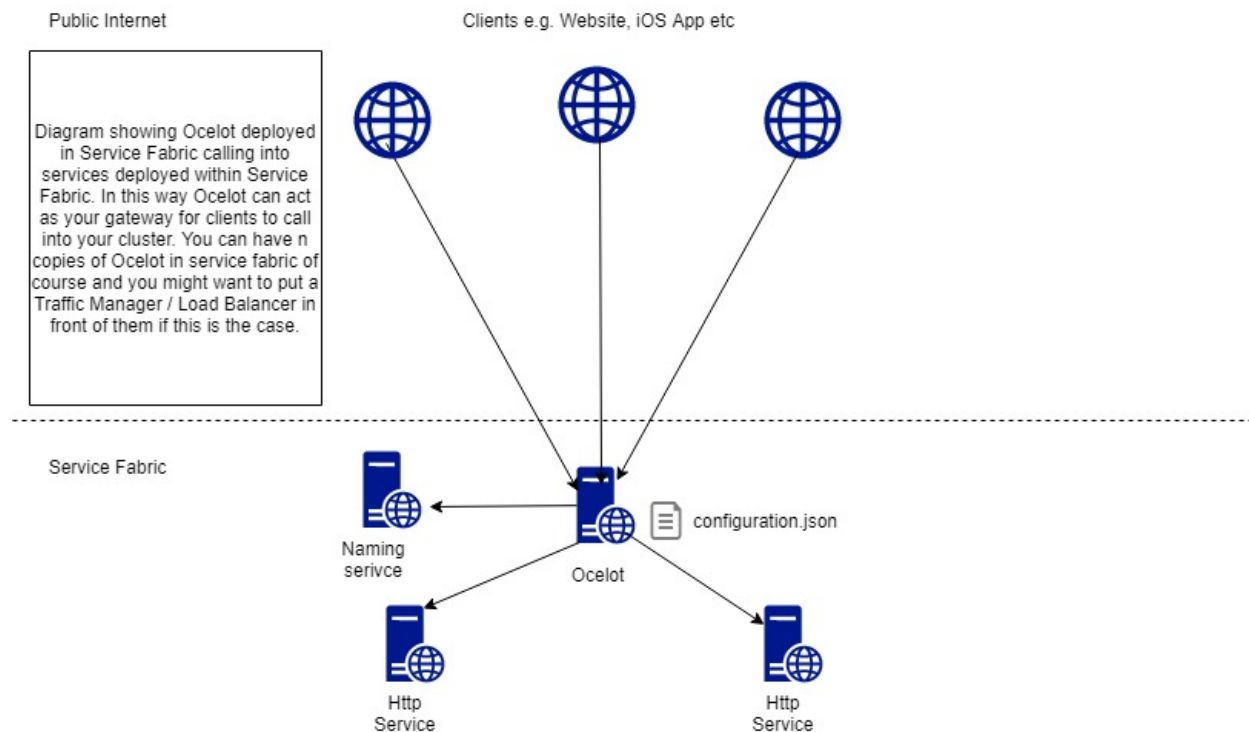 Public Internet
Clients e.g. Website, iOS App etc
Diagram showing Ocelot deployed
in Service Fabric calling into
services deployed within Service
Fabric. In this way Ocelot can act
as your gateway for clients to call
into your cluster. You can have n
copies of Ocelot in service fabric of
course and you might want to put a
Traffic Manager / Load Balancer in
front of them if this is the case.
Service Fabric
configuration.json
Naming
serivce
Ocelot
Http
Service
Http
Service